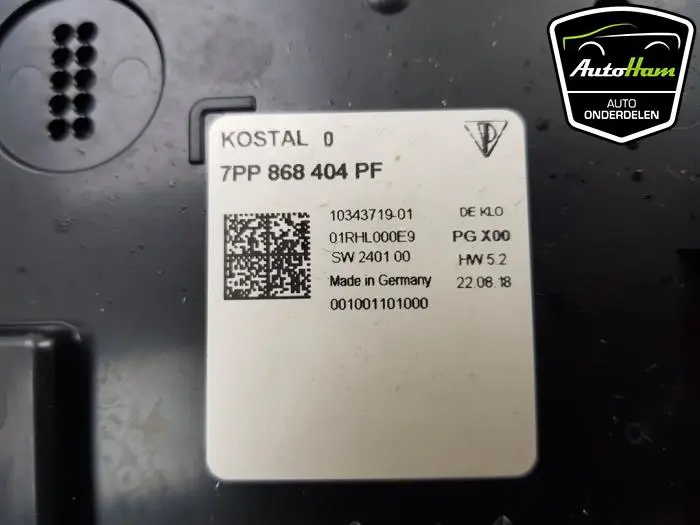 KOSTAL 0
7PP 868 404 PF
10343719-01 DE KLO
01RHL000E9 PG X00
SW 2401 00 HW 5.2
Made in Germany 22.08.18
001001101000
AutoHam
AUTO
ONDERDELEN